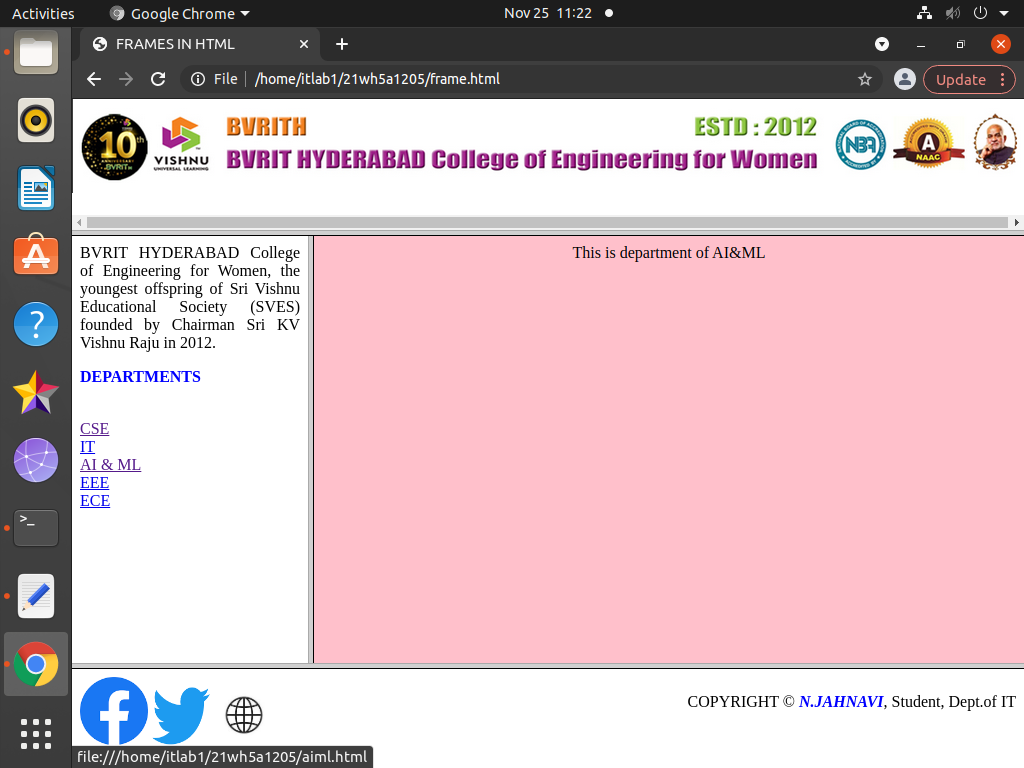 Activities
Google Chrome
Nov 25 11:22
FRAMES IN HTML
File
/home/itlab1/21wh5a1205/frame.html
Update
10th
ANNIVERSARY
BVRITH
VISHNU
UNIVERSAL LEARNING
BVRITH
ESTD : 2012
BVRIT HYDERABAD College of Engineering for Women
NBA
A
NAAC
BVRIT HYDERABAD College
of Engineering for Women, the
youngest offspring of Sri Vishnu
Educational Society (SVES)
founded by Chairman Sri KV
Vishnu Raju in 2012.
DEPARTMENTS
CSE
IT
AI & ML
EEE
ECE
This is department of AI&ML
COPYRIGHT © N.JAHNAVI, Student, Dept.of IT
file:///home/itlab1/21wh5a1205/aiml.html